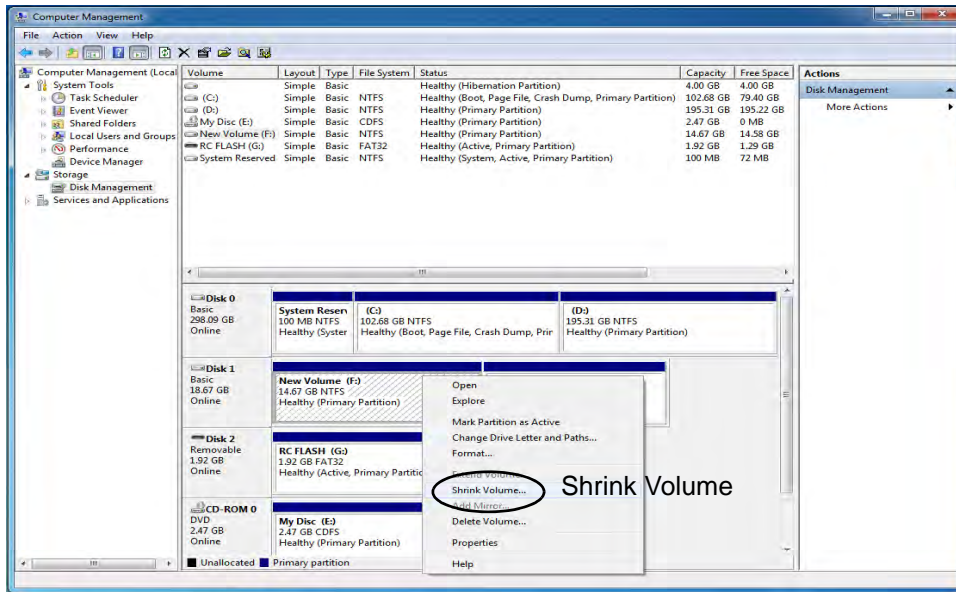 Computer Management
File Action View Help
Computer Management (Local
System Tools
Task Scheduler
Event Viewer
Shared Folders
Local Users and Groups
Performance
Device Manager
Storage
Disk Management
Services and Applications
Volume Layout Type File System Status Capacity Free Space
Simple Basic Healthy (Hibernation Partition) 4.00 GB 4.00 GB
(C:) Simple Basic NTFS Healthy (Boot, Page File, Crash Dump, Primary Partition) 102.68 GB 79.40 GB
(D:) Simple Basic NTFS Healthy (Primary Partition) 195.31 GB 195.22 GB
My Disc (E:) Simple Basic CDFS Healthy (Primary Partition) 2.47 GB 0 MB
New Volume (F:) Simple Basic NTFS Healthy (Primary Partition) 14.67 GB 14.58 GB
RC FLASH (G:) Simple Basic FAT32 Healthy (Active, Primary Partition) 1.92 GB 1.29 GB
System Reserved Simple Basic NTFS Healthy (System, Active, Primary Partition) 100 MB 72 MB
Actions
Disk Management
More Actions
Disk 0
Basic
298.09 GB
Online
System Reserv
100 MB NTFS
Healthy (Syster
(C:)
102.68 GB NTFS
Healthy (Boot, Page File, Crash Dump, Prir
(D:)
195.31 GB NTFS
Healthy (Primary Partition)
Disk 1
Basic
18.67 GB
Online
New Volume (F:)
14.67 GB NTFS
Healthy (Primary Partition)
Disk 2
Removable
1.92 GB
Online
RC FLASH (G:)
1.92 GB FAT32
Healthy (Active, Primary Partitic
CD-ROM 0
DVD
2.47 GB
Online
My Disc (E:)
2.47 GB CDFS
Healthy (Primary Partition)
Unallocated Primary partition
Open
Explore
Mark Partition as Active
Change Drive Letter and Paths...
Format...
Extend Volume...
Shrink Volume...
Add Mirror...
Delete Volume...
Properties
Help
Shrink Volume